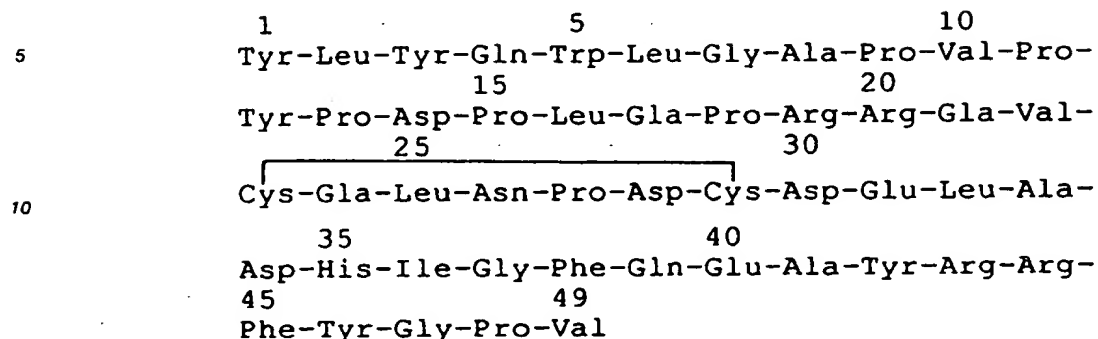 1 5 10
5 Tyr-Leu-Tyr-Gln-Trp-Leu-Gly-Ala-Pro-Val-Pro-
15 20
Tyr-Pro-Asp-Pro-Leu-Gla-Pro-Arg-Arg-Gla-Val-
25 30
10 Cys-Gla-Leu-Asn-Pro-Asp-Cys-Asp-Glu-Leu-Ala-
35 40
Asp-His-Ile-Gly-Phe-Gln-Glu-Ala-Tyr-Arg-Arg-
45 49
Phe-Tyr-Gly-Pro-Val